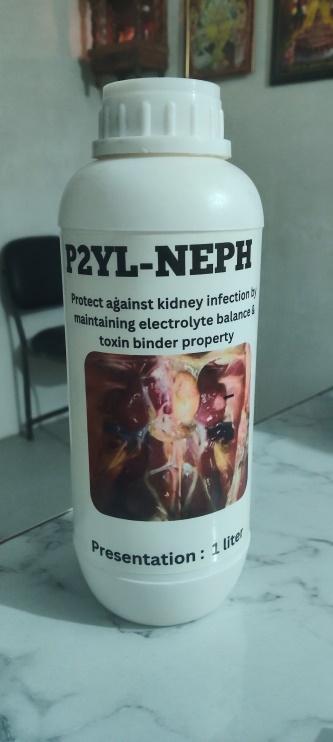 P2YL-NEPH
Protect against kidney infection by
maintaining electrolyte balance &
toxin binder property
Presentation : 1 liter